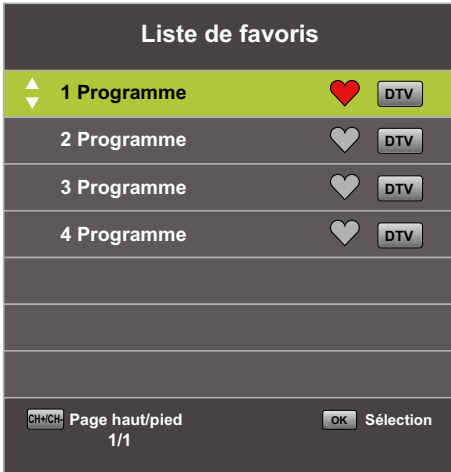 Liste de favoris
1 Programme DTV
2 Programme DTV
3 Programme DTV
4 Programme DTV
CH+/CH- Page haut/pied OK Sélection
1/1